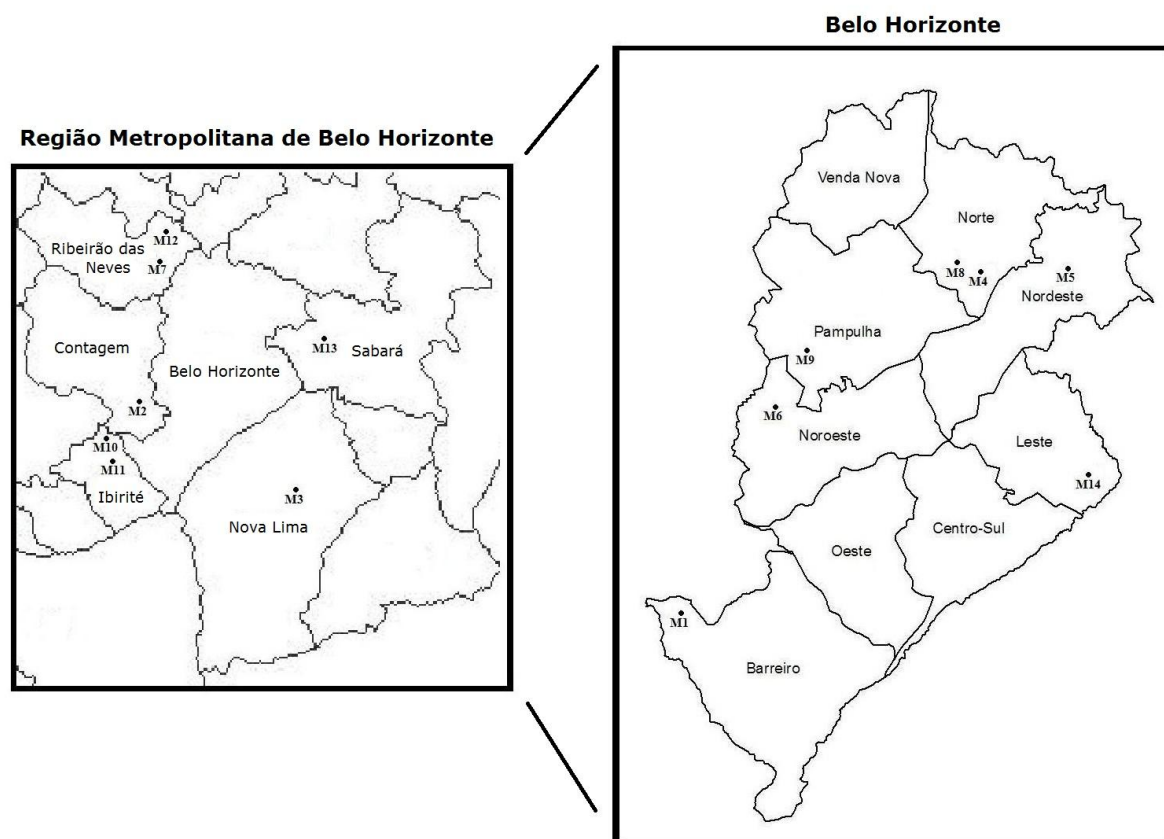 Belo Horizonte
Região Metropolitana de Belo Horizonte
Ribeirão das
Neves
M12
M7
Contagem
Belo Horizonte
M13
Sabará
M2
M10
M11
Ibirité
M3
Nova Lima
Venda Nova
Norte
M8
M4
M5
Nordeste
Pampulha
M9
M6
Noroeste
Leste
M14
Centro-Sul
Oeste
M1
Barreiro